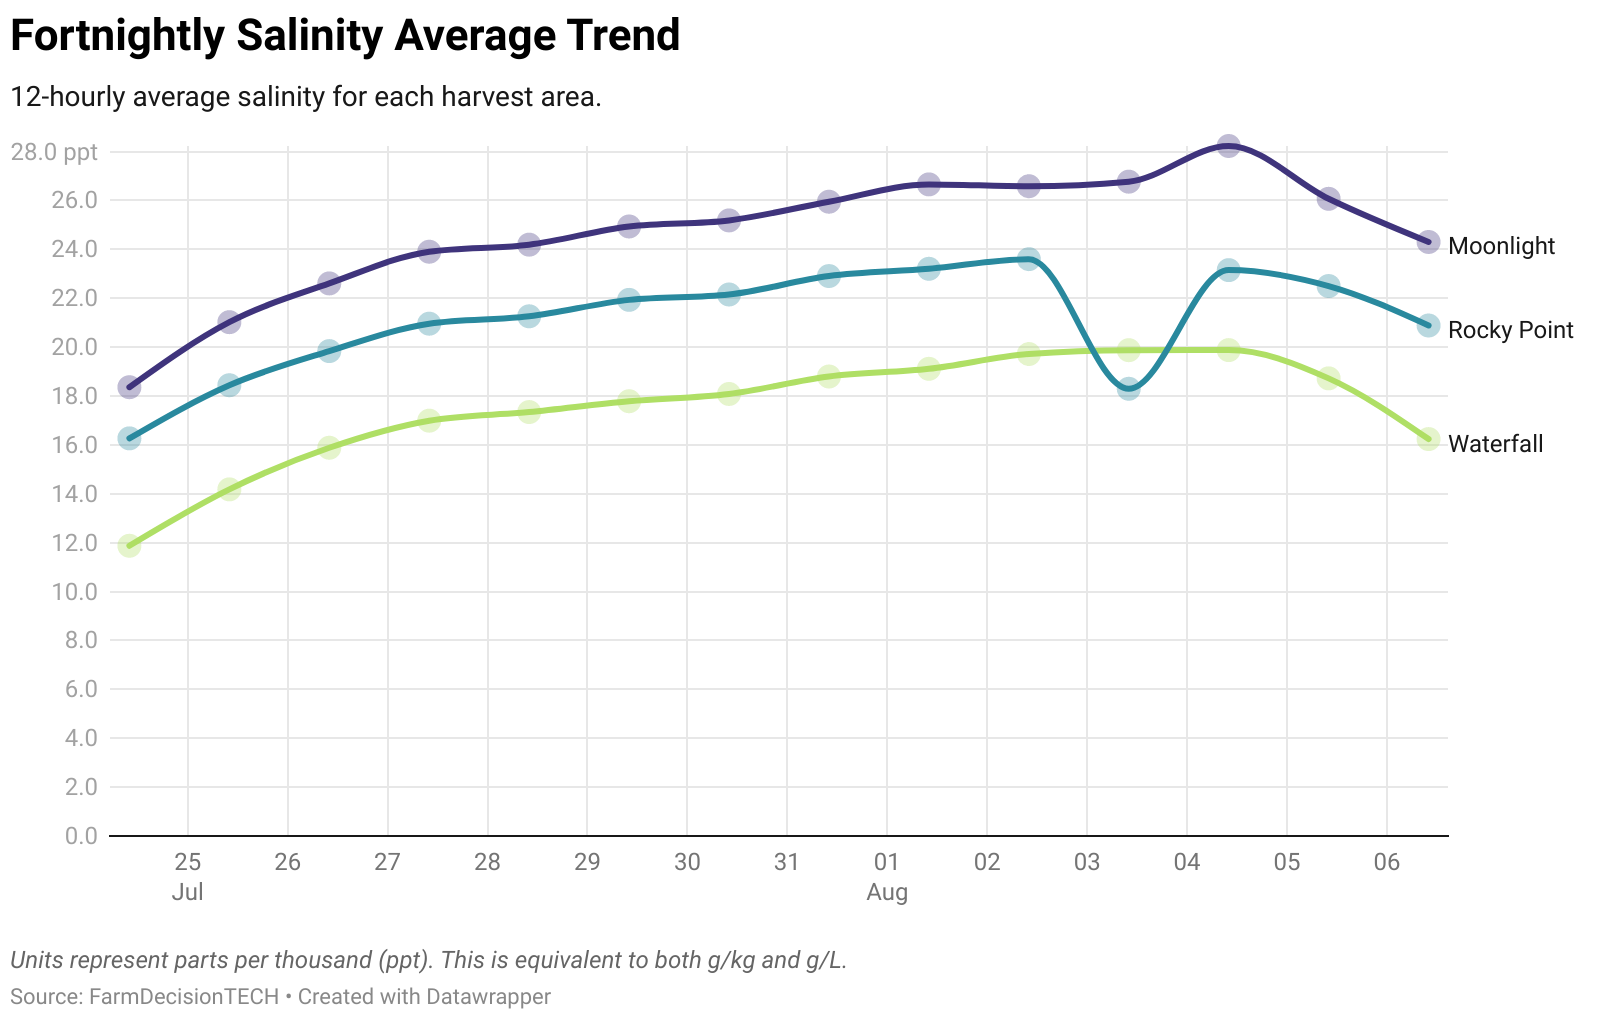 Fortnightly Salinity Average Trend
12-hourly average salinity for each harvest area.
28.0 ppt
26.0
24.0
22.0
20.0
18.0
16.0
14.0
12.0
10.0
8.0
6.0
4.0
2.0
0.0
Moonlight
Rocky Point
Waterfall
25 26 27 28 29 30 31 01 02 03 04 05 06
Jul Aug
Units represent parts per thousand (ppt). This is equivalent to both g/kg and g/L.
Source: FarmDecisionTECH • Created with Datawrapper